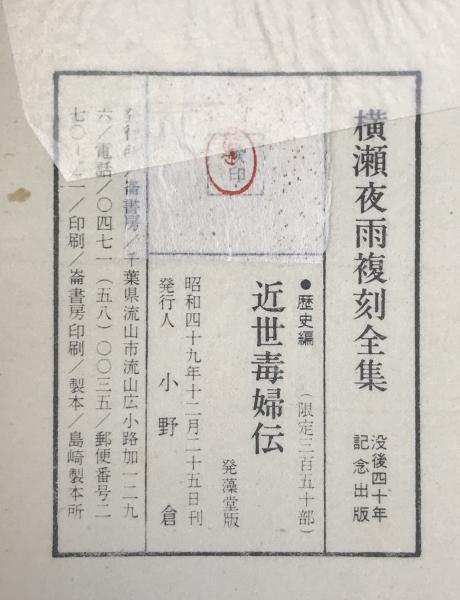 横瀬夜雨複刻全集
没後四十年
記念出版
●歴史編
(限定三百五十部)
近世毒婦伝
発藻堂版
昭和四十九年十二月二十五日刊
発行人 小野 倉
発行所/崙書房/千葉県流山市流山広小路加一二九
六/電話/〇四七一(五八)〇〇三五/郵便番号二
七〇-/印刷/崙書房印刷/製本/島崎製本所